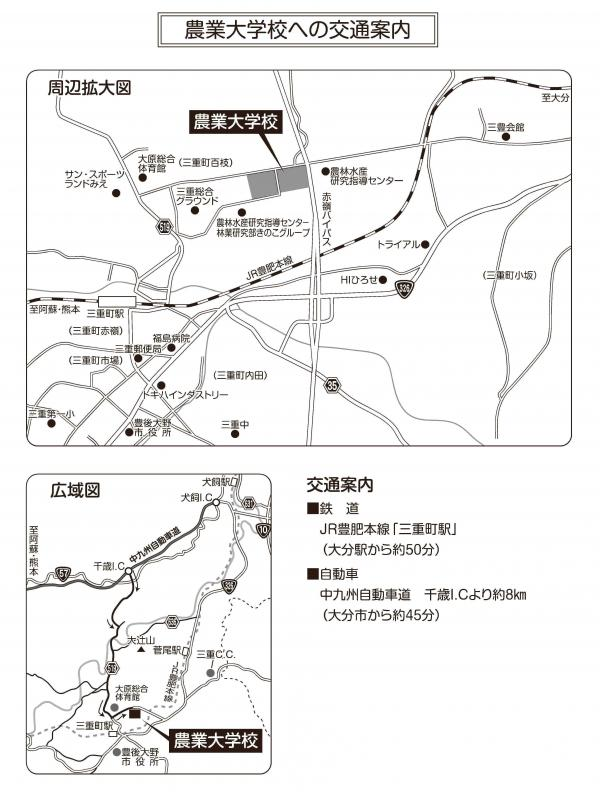 農業大学校への交通案内
周辺拡大図
至大分
農業大学校
三豊会館
大原総合
体育館
(三重町百枝)
農林水産
研究指導センター
サン・スポーツ
ランドみえ
三重総合
グラウンド
農林水産研究指導センター
林業研究部きのこグループ
赤嶺バイパス
トライアル
JR豊肥本線
HIひろせ
326
(三重町小坂)
至阿蘇・熊本
三重町駅
(三重町赤嶺)
福島病院
三重郵便局
(三重町市場)
(三重町内田)
35
トキハインダストリー
三重第一小
豊後大野
市役所
三重中
広域図
犬飼駅
犬飼I.C
10
至阿蘇・熊本
中九州自動車道
57
千歳I.C
326
大辻山
菅尾駅
三重C.C.
JR豊肥本線
大原総合
体育館
三重町駅
農業大学校
豊後大野
市役所
交通案内
■鉄 道
JR豊肥本線「三重町駅」
(大分駅から約50分)
■自動車
中九州自動車道 千歳I.Cより約8㎞
(大分市から約45分)